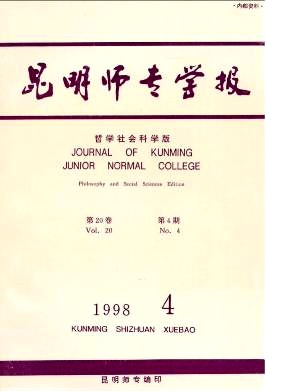 ·内部资料·
昆明师专学报
哲学社会科学版
JOURNAL OF KUNMING
JUNIOR NORMAL COLLEGE
Philosophy and Social Sciences Edition
第20卷 第4期
Vol. 20 No. 4
1998 4
KUNMING SHIZHUAN XUEBAO
昆明师专编印